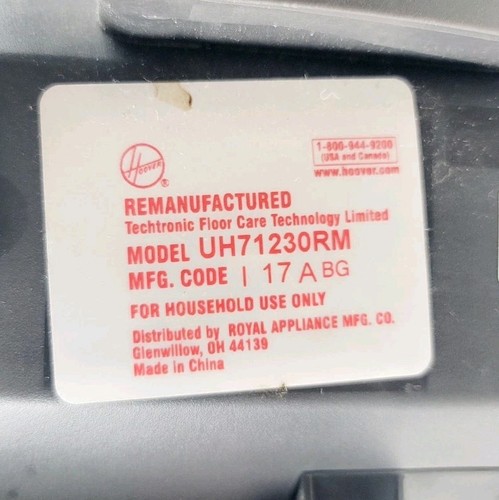 HOOVER
®
1-800-944-9200
(USA and Canada)
www.hoover.com
REMANUFACTURED
Techtronic Floor Care Technology Limited
MODEL UH71230RM
MFG. CODE | 17 A BG
FOR HOUSEHOLD USE ONLY
Distributed by ROYAL APPLIANCE MFG. CO.
Glenwillow, OH 44139
Made in China